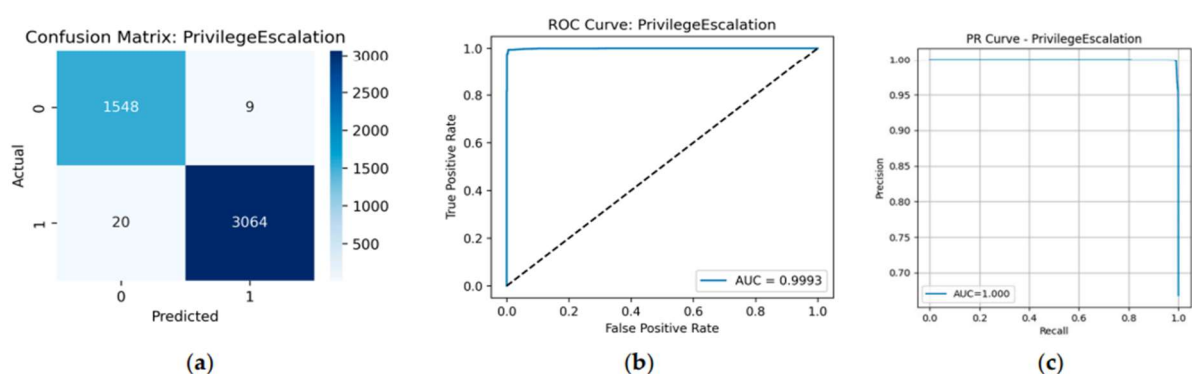 Confusion Matrix: PrivilegeEscalation
Actual
0
1
1548
9
20
3064
0
1
Predicted
3000
2500
2000
1500
1000
500
(a)
ROC Curve: PrivilegeEscalation
True Positive Rate
1.0
0.8
0.6
0.4
0.2
0.0
0.0
0.2
0.4
0.6
0.8
1.0
False Positive Rate
AUC = 0.9993
(b)
PR Curve - PrivilegeEscalation
Precision
1.00
0.95
0.90
0.85
0.80
0.75
0.70
AUC=1.000
0.0
0.2
0.4
0.6
0.8
1.0
Recall
(c)